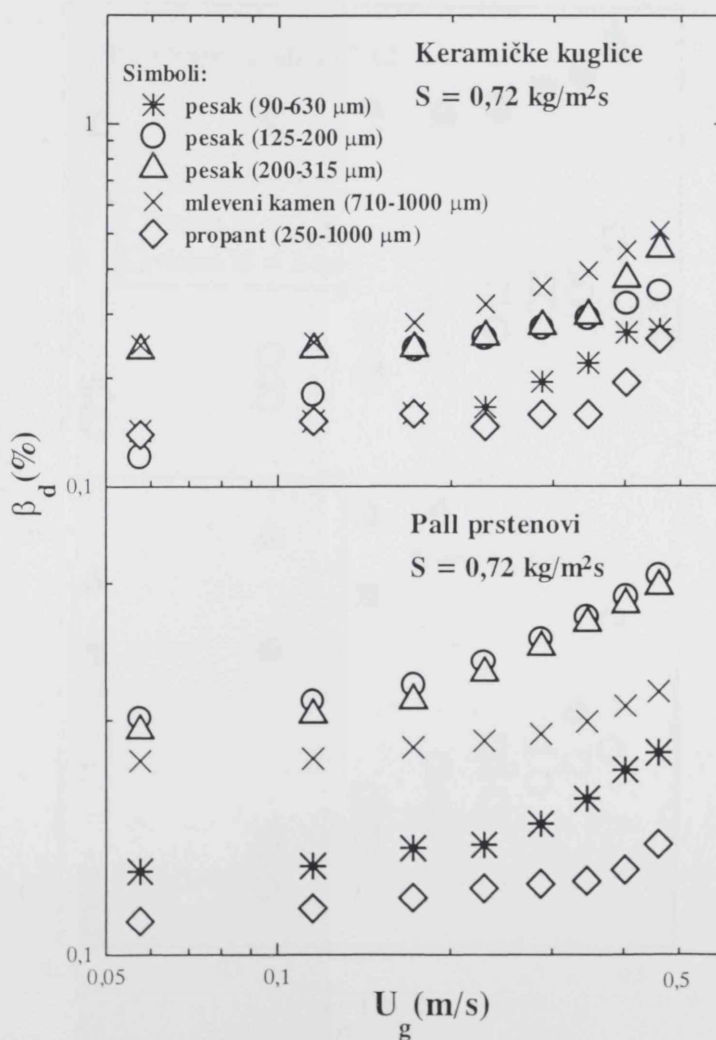 Keramičke kuglice
S = 0,72 kg/m²s
Simboli:
pesak (90-630 µm)
pesak (125-200 µm)
pesak (200-315 µm)
mleveni kamen (710-1000 µm)
propant (250-1000 µm)
1
0,1
β_d (%)
Pall prstenovi
S = 0,72 kg/m²s
0,1
0,05
0,1
0,5
U_g (m/s)